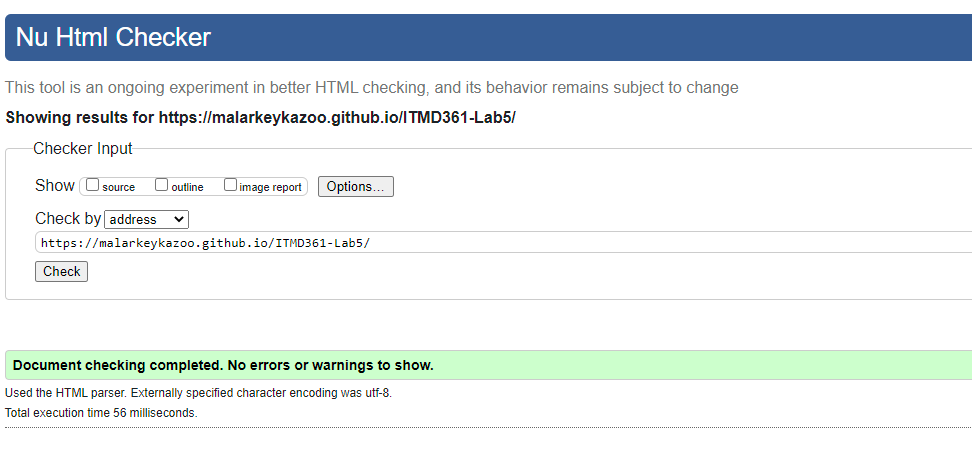 Nu Html Checker
This tool is an ongoing experiment in better HTML checking, and its behavior remains subject to change
Showing results for https://malarkeykazoo.github.io/ITMD361-Lab5/
Checker Input
Show source outline image report Options...
Check by address
https://malarkeykazoo.github.io/ITMD361-Lab5/
Check
Document checking completed. No errors or warnings to show.
Used the HTML parser. Externally specified character encoding was utf-8.
Total execution time 56 milliseconds.